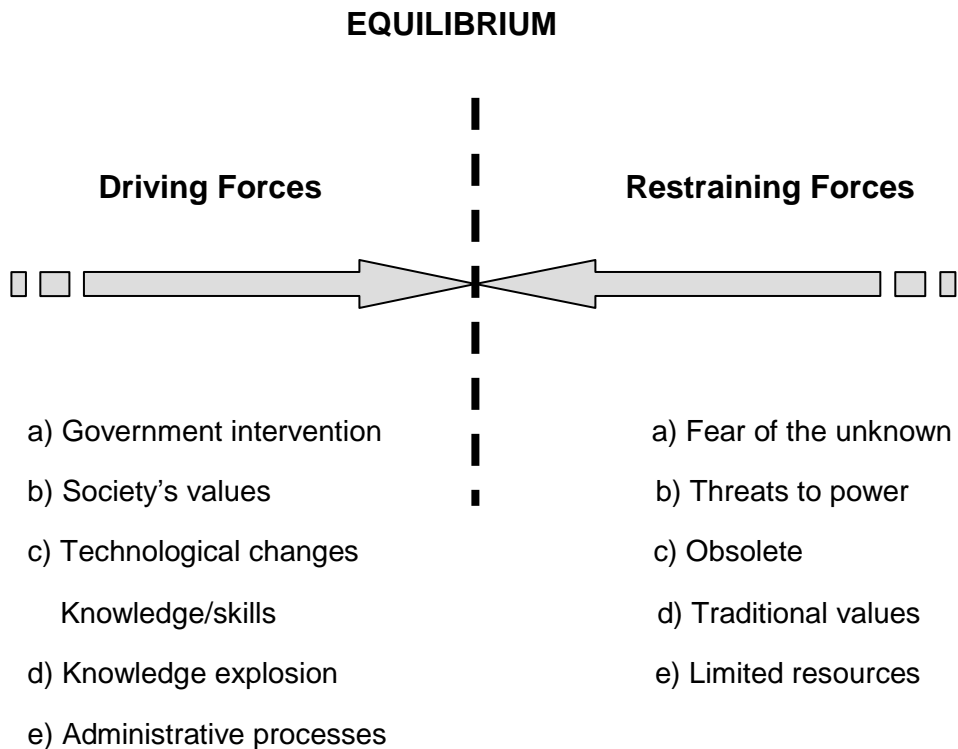 EQUILIBRIUM
Driving Forces
Restraining Forces
a) Government intervention
b) Society’s values
c) Technological changes
Knowledge/skills
d) Knowledge explosion
e) Administrative processes
a) Fear of the unknown
b) Threats to power
c) Obsolete
d) Traditional values
e) Limited resources